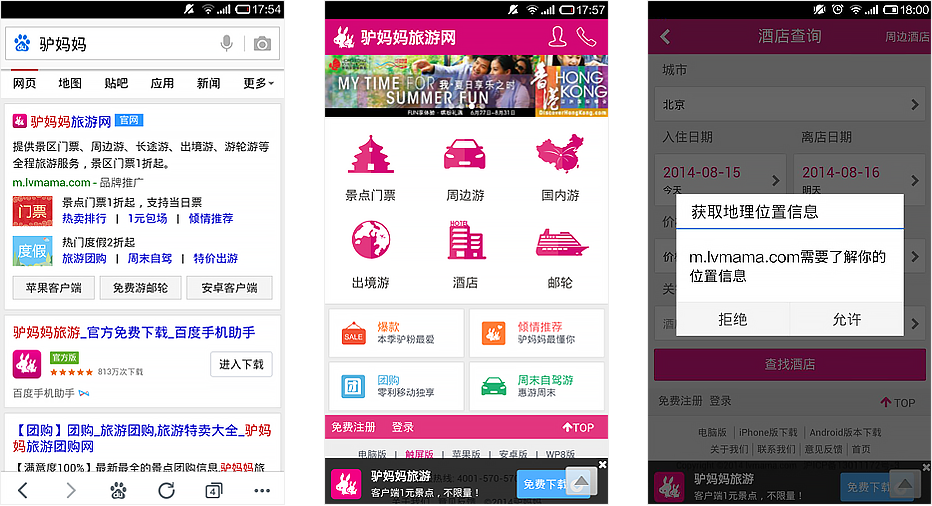 17:54
驴妈妈
网页 地图 贴吧 应用 新闻 更多
驴妈妈旅游网 官网
提供景区门票、周边游、长途游、出境游、游轮游等
全程旅游服务，景区门票1折起。
m.lvmama.com - 品牌推广
门票
景点门票1折起，支持当日票
热卖排行 | 1元包场 | 倾情推荐
度假
热门度假2折起
旅游团购 | 周末自驾 | 特价出游
苹果客户端 免费游邮轮 安卓客户端
驴妈妈旅游_官方免费下载_百度手机助手
官方版
813万次下载
进入下载
百度手机助手
【团购】团购_旅游团购,旅游特卖大全_驴妈
妈旅游团购网
【满意度100%】最新最全的景点团购信息,驴妈妈旅
4
17:57
驴妈妈旅游网
MY TIME FOR 我·夏日享乐之时
SUMMER FUN
FUN享体验·缤纷礼遇 6月27日-8月31日
香港
HONG
KONG
DiscoverHongKong.com
景点门票 周边游 国内游
HOTEL
出境游 酒店 邮轮
SALE
爆款
本季驴粉最爱
倾情推荐
驴妈妈最懂你
团
团购
零利移动独享
周末自驾游
惠游周末
免费注册 登录 TOP
电脑版 | 触屏版 | 苹果版 | 安卓版 | WP8版
驴妈妈旅游
客户端1元景点，不限量！
免费下载
18:00
酒店查询 周边酒店
城市
北京
入住日期 离店日期
2014-08-15
今天
2014-08-16
明天
获取地理位置信息
m.lvmama.com需要了解你的
位置信息
拒绝 允许
查找酒店
免费注册 登录 TOP
电脑版 | iPhone版下载 | Android版本下载
关于我们 | 联系我们 | 意见反馈 | 首页
驴妈妈旅游
客户端1元景点，不限量！
免费下载